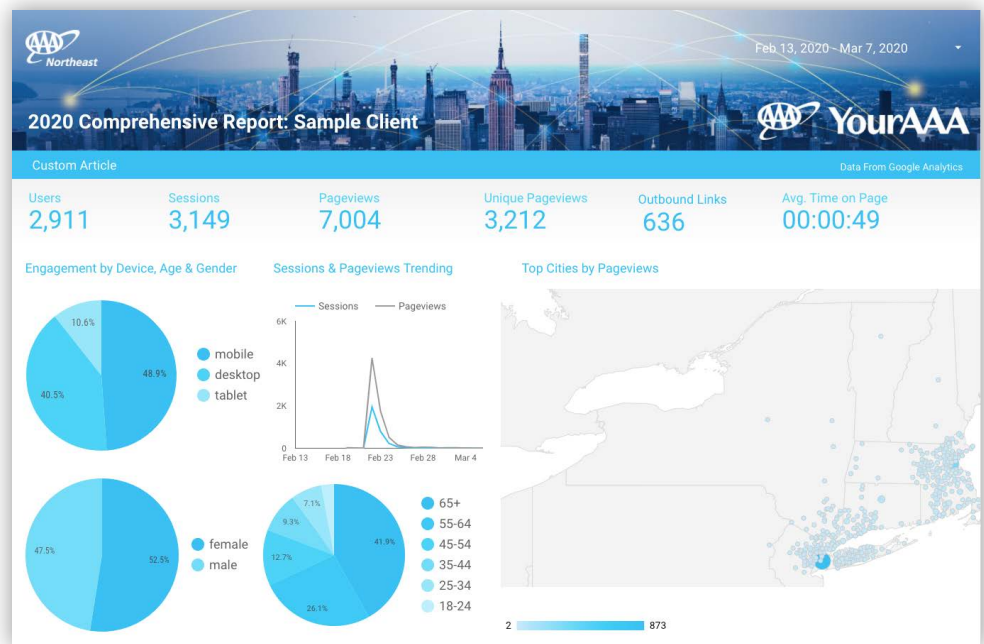 AAA
Northeast
Feb 13, 2020 - Mar 7, 2020
2020 Comprehensive Report: Sample Client
AAA YourAAA
Custom Article
Data From Google Analytics
Users
2,911
Sessions
3,149
Pageviews
7,004
Unique Pageviews
3,212
Outbound Links
636
Avg. Time on Page
00:00:49
Engagement by Device, Age & Gender
10.6%
48.9%
40.5%
mobile
desktop
tablet
47.5%
52.5%
female
male
Sessions & Pageviews Trending
Sessions
Pageviews
6K
4K
2K
0
Feb 13
Feb 18
Feb 23
Feb 28
Mar 4
7.1%
9.3%
12.7%
26.1%
41.9%
65+
55-64
45-54
35-44
25-34
18-24
Top Cities by Pageviews
2
873